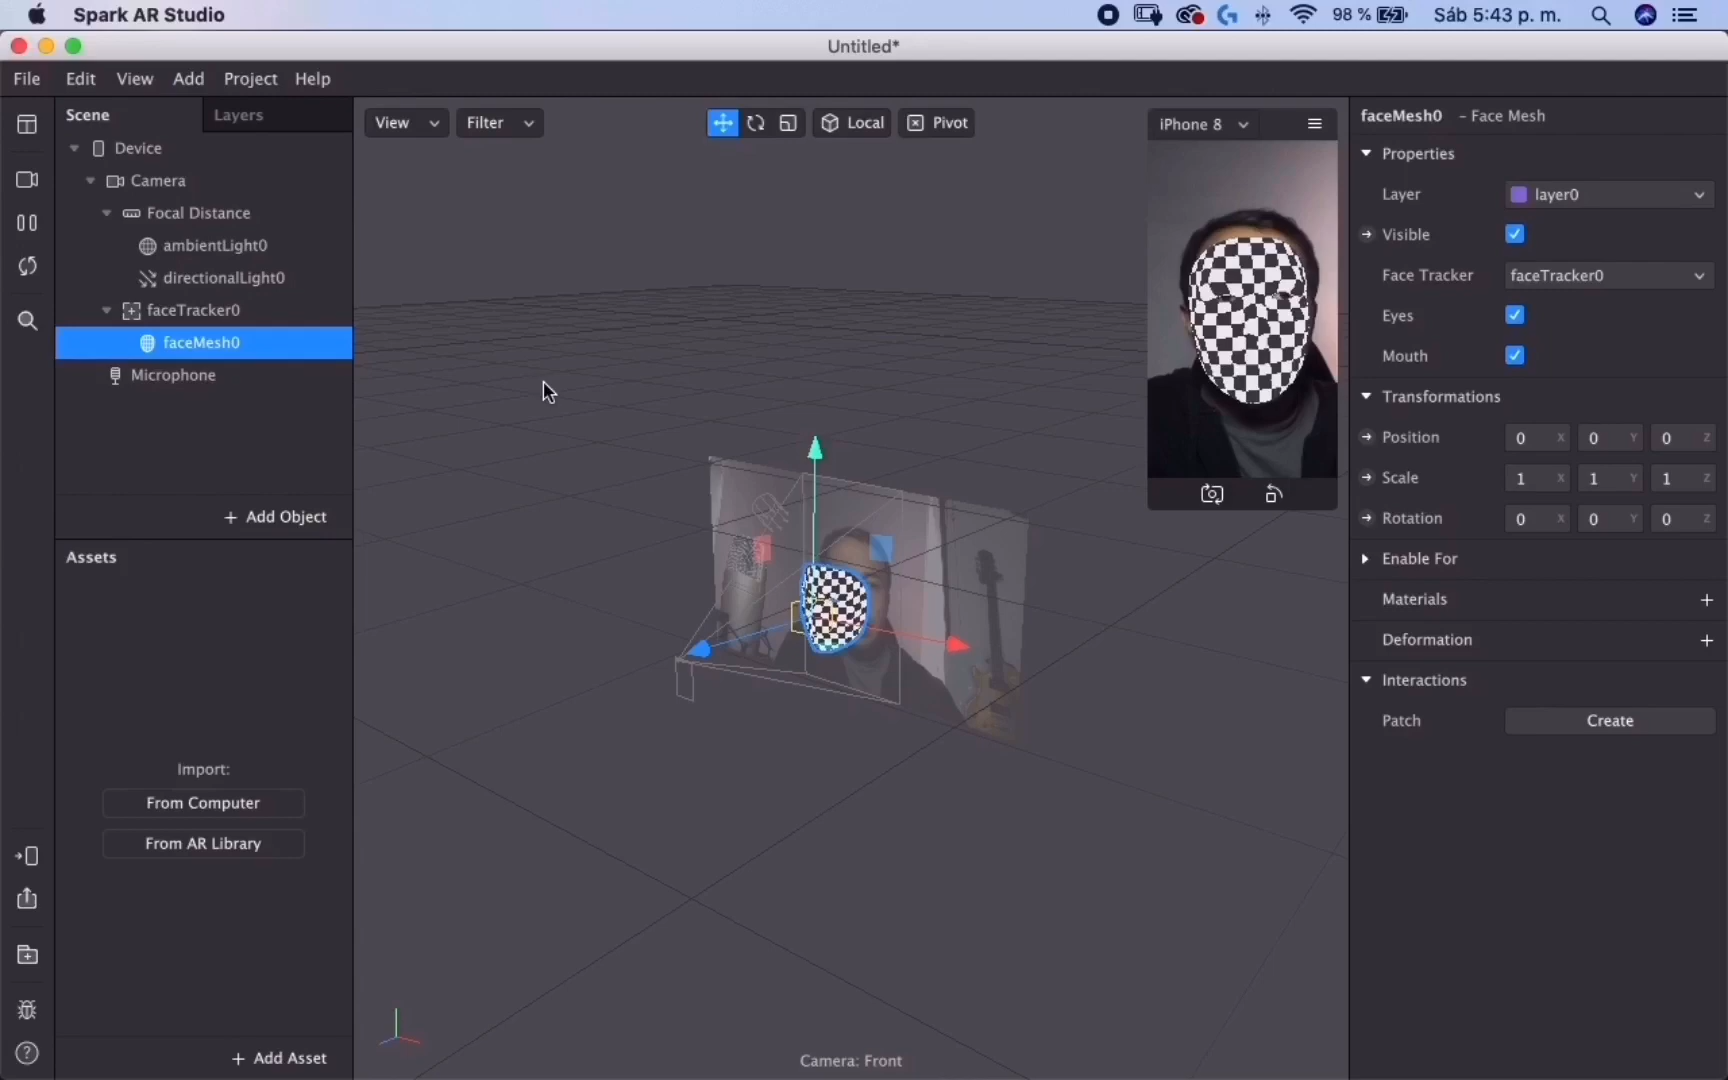 Spark AR Studio
98 %
Sáb 5:43 p. m.
Untitled*
File Edit View Add Project Help
Scene
Layers
Device
Camera
Focal Distance
ambientLight0
directionalLight0
faceTracker0
faceMesh0
Microphone
+ Add Object
Assets
Import:
From Computer
From AR Library
+ Add Asset
View
Filter
Local
Pivot
iPhone 8
Camera: Front
faceMesh0 - Face Mesh
Properties
Layer layer0
Visible
Face Tracker faceTracker0
Eyes
Mouth
Transformations
Position 0 X 0 Y 0 Z
Scale 1 X 1 Y 1 Z
Rotation 0 X 0 Y 0 Z
Enable For
Materials +
Deformation +
Interactions
Patch Create